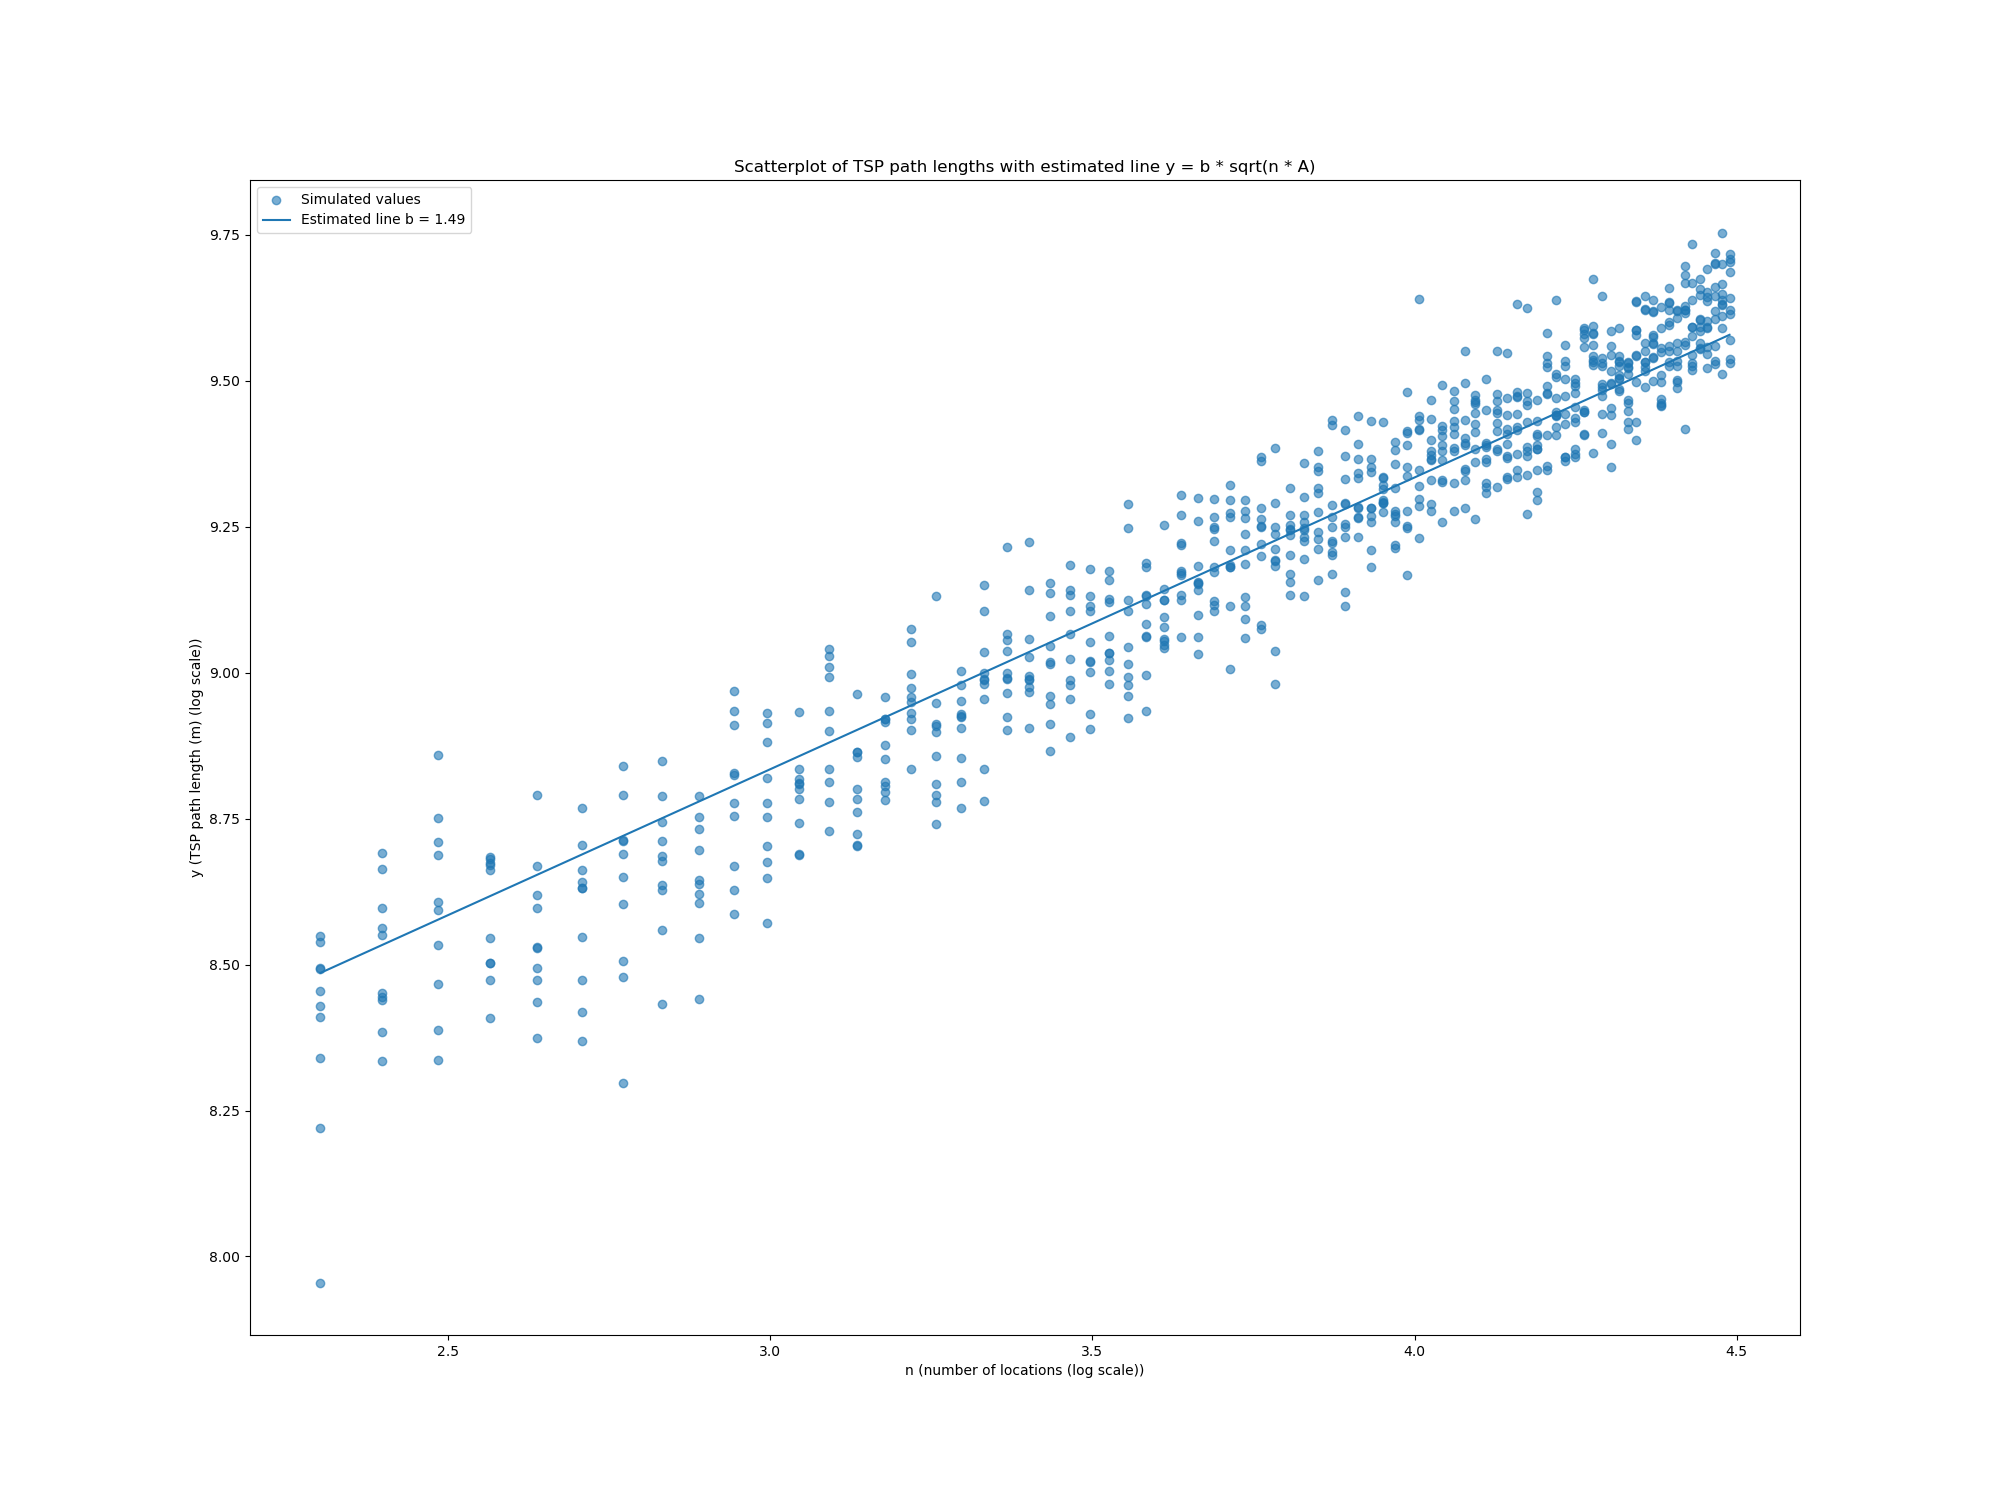 Scatterplot of TSP path lengths with estimated line y = b * sqrt(n * A)
Simulated values
Estimated line b = 1.49
9.75
9.50
9.25
9.00
8.75
8.50
8.25
8.00
y (TSP path length (m) (log scale))
2.5
3.0
3.5
4.0
4.5
n (number of locations (log scale))